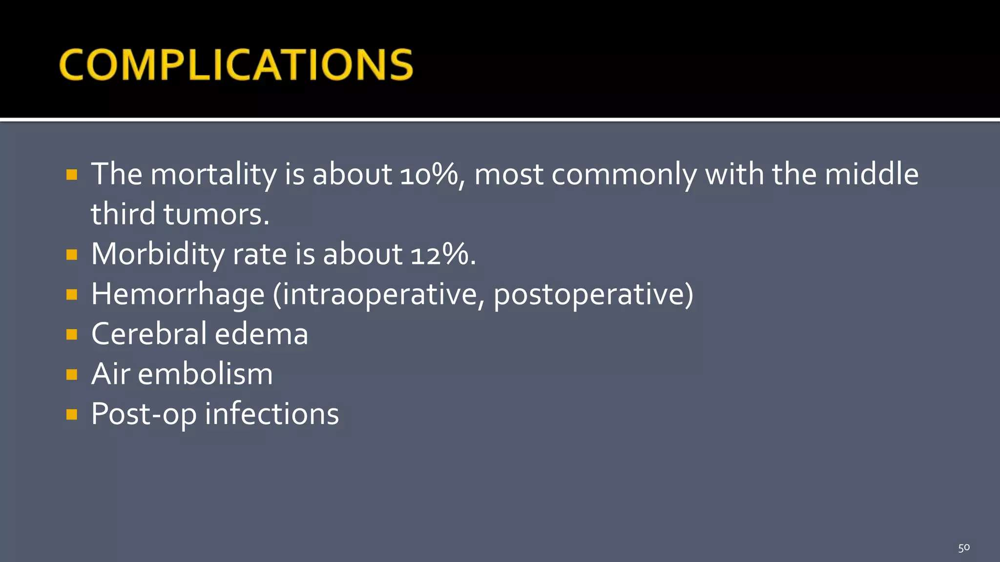 COMPLICATIONS
The mortality is about 10%, most commonly with the middle
third tumors.
Morbidity rate is about 12%.
Hemorrhage (intraoperative, postoperative)
Cerebral edema
Air embolism
Post-op infections
50